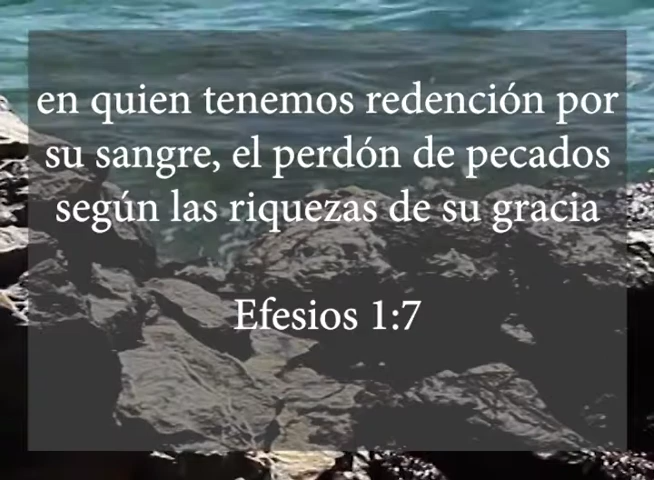 en quien tenemos redención por
su sangre, el perdón de pecados
según las riquezas de su gracia
Efesios 1:7